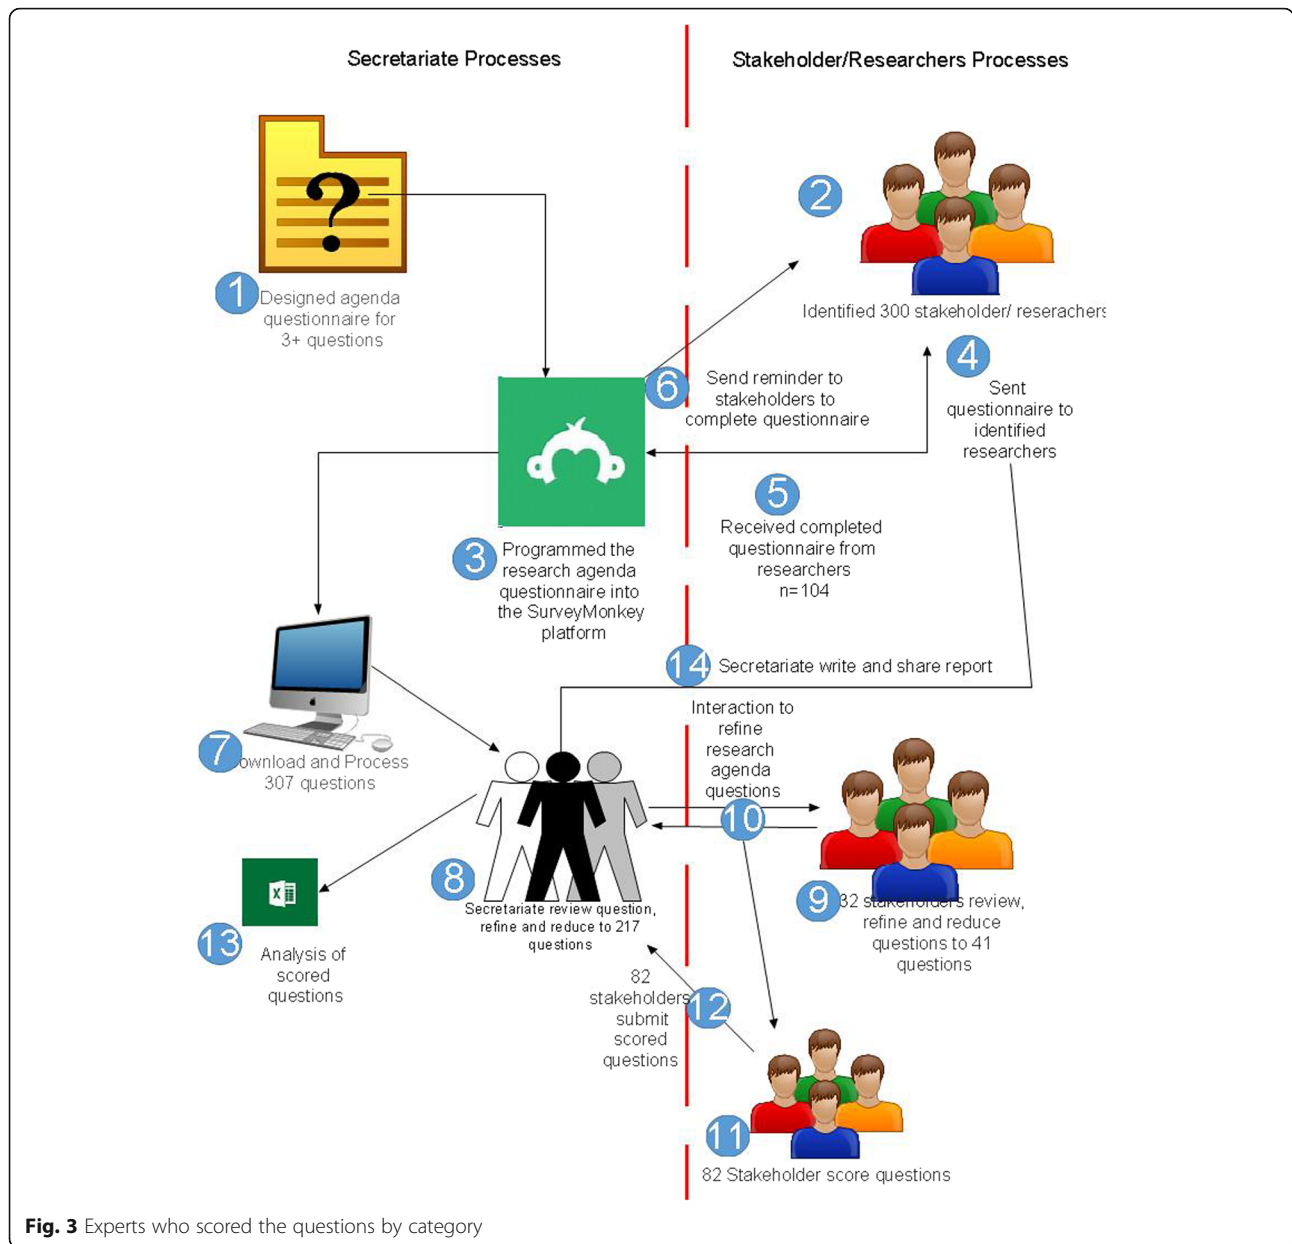 Secretariate Processes
Stakeholder/Researchers Processes
?
1
Designed agenda
questionnaire for
3+ questions
2
Identified 300 stakeholder/ reserachers
3
Programmed the
research agenda
questionnaire into
the SurveyMonkey
platform
4
Sent
questionnaire to
identified
researchers
5
Received completed
questionnaire from
researchers
n=104
6
Send reminder to
stakeholders to
complete questionnaire
7
Download and Process
307 questions
8
Secretariate review question,
refine and reduce to 217
questions
9
32 stakeholders review,
refine and reduce
questions to 41
questions
Interaction to
refine
research
agenda
questions
10
11
82 Stakeholder score questions
82
stakeholders
submit
scored
questions
12
X
13
Analysis of
scored
questions
14
Secretariate write and share report
Fig. 3 Experts who scored the questions by category